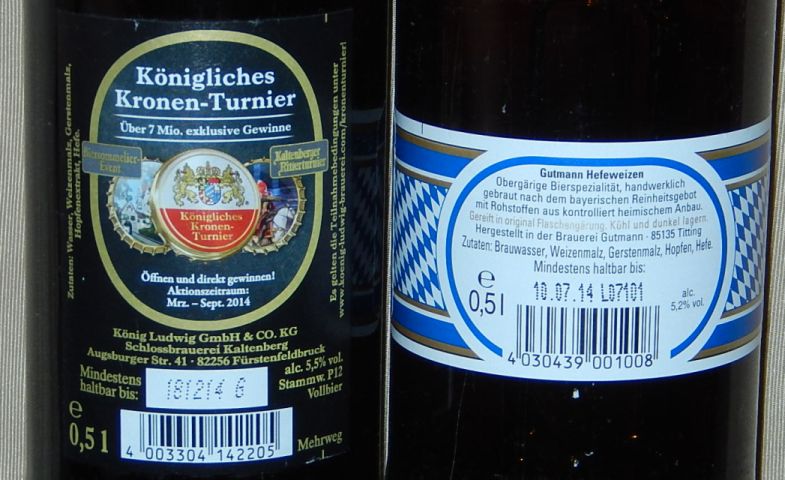 Königliches
Kronen-Turnier
Über 7 Mio. exklusive Gewinne
Biersommelier-
Event
Kaltenberger
Ritterturnier
Königliches
Kronen-
Turnier
Öffnen und direkt gewinnen!
Aktionszeitraum:
Mrz. – Sept. 2014
Zutaten: Wasser, Weizenmalz, Gerstenmalz,
Hopfenextrakt, Hefe.
Es gelten die Teilnahmebedingungen unter
www.koenig-ludwig-brauerei.com/kronenturnier!
König Ludwig GmbH & CO. KG
Schlossbrauerei Kaltenberg
Augsburger Str. 41 · 82256 Fürstenfeldbruck
alc. 5,5% vol.
Stammw. P12
Vollbier
Mindestens
haltbar bis:
181214 G
e
0,5 l
4 003304 142205
Mehrweg
Gutmann Hefeweizen
Obergärige Bierspezialität, handwerklich
gebraut nach dem bayerischen Reinheitsgebot
mit Rohstoffen aus kontrolliert heimischem Anbau.
Gereift in original Flaschengärung. Kühl und dunkel lagern.
Hergestellt in der Brauerei Gutmann · 85135 Titting
Zutaten: Brauwasser, Weizenmalz, Gerstenmalz, Hopfen, Hefe.
Mindestens haltbar bis:
e
0,5 l
10.07.14 L07101
alc.
5,2% vol.
4 030439 001008